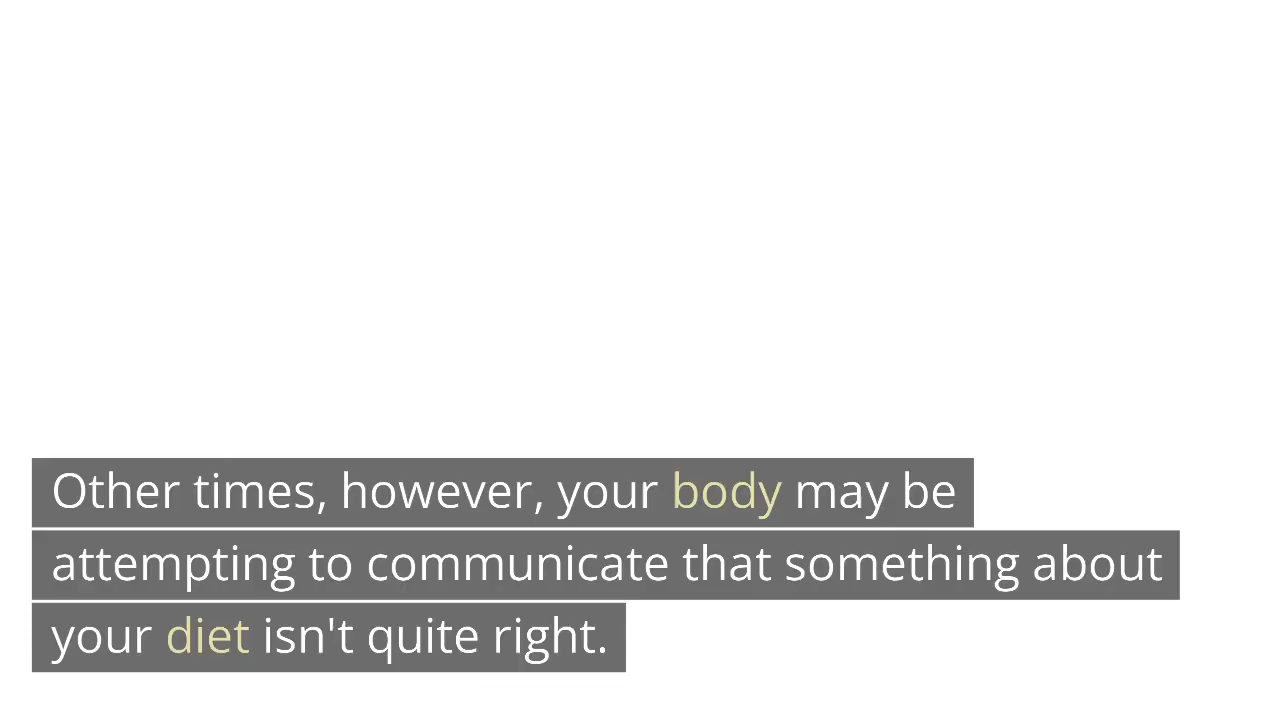 Other times, however, your body may be
attempting to communicate that something about
your diet isn't quite right.